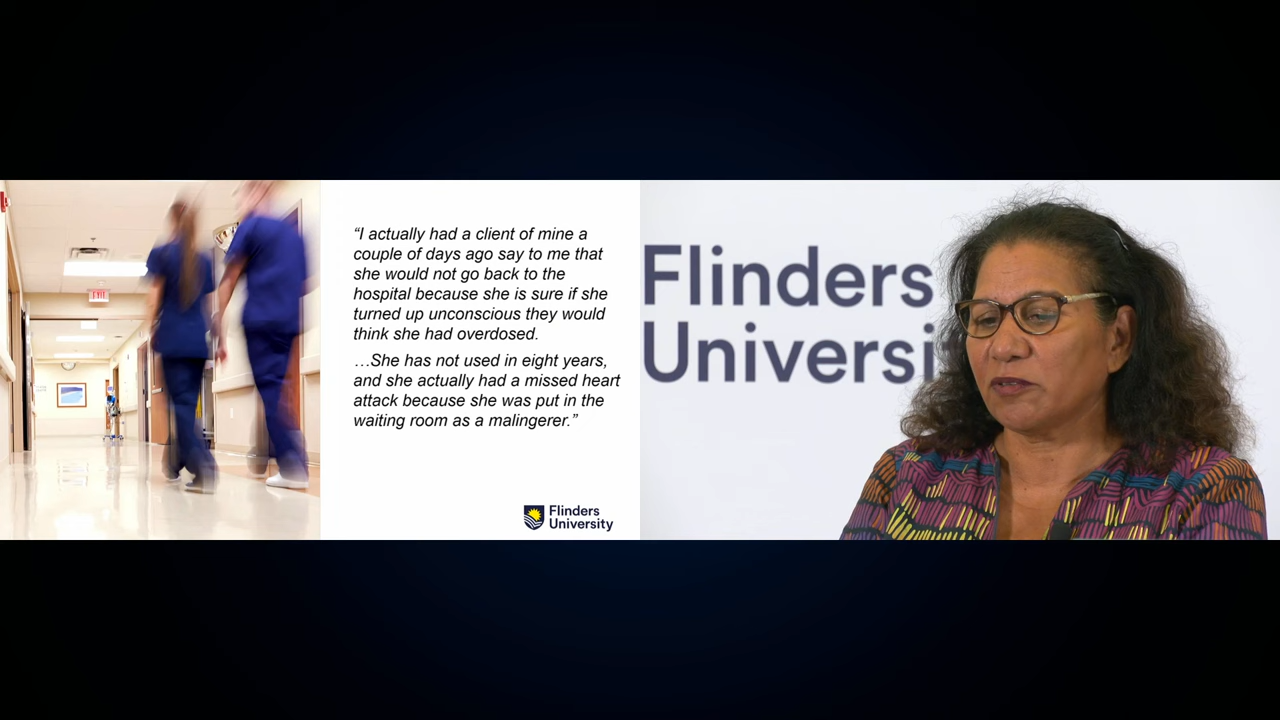 “I actually had a client of mine a
couple of days ago say to me that
she would not go back to the
hospital because she is sure if she
turned up unconscious they would
think she had overdosed.
…She has not used in eight years,
and she actually had a missed heart
attack because she was put in the
waiting room as a malingerer.”
Flinders
University
Flinders
Universi
EXIT